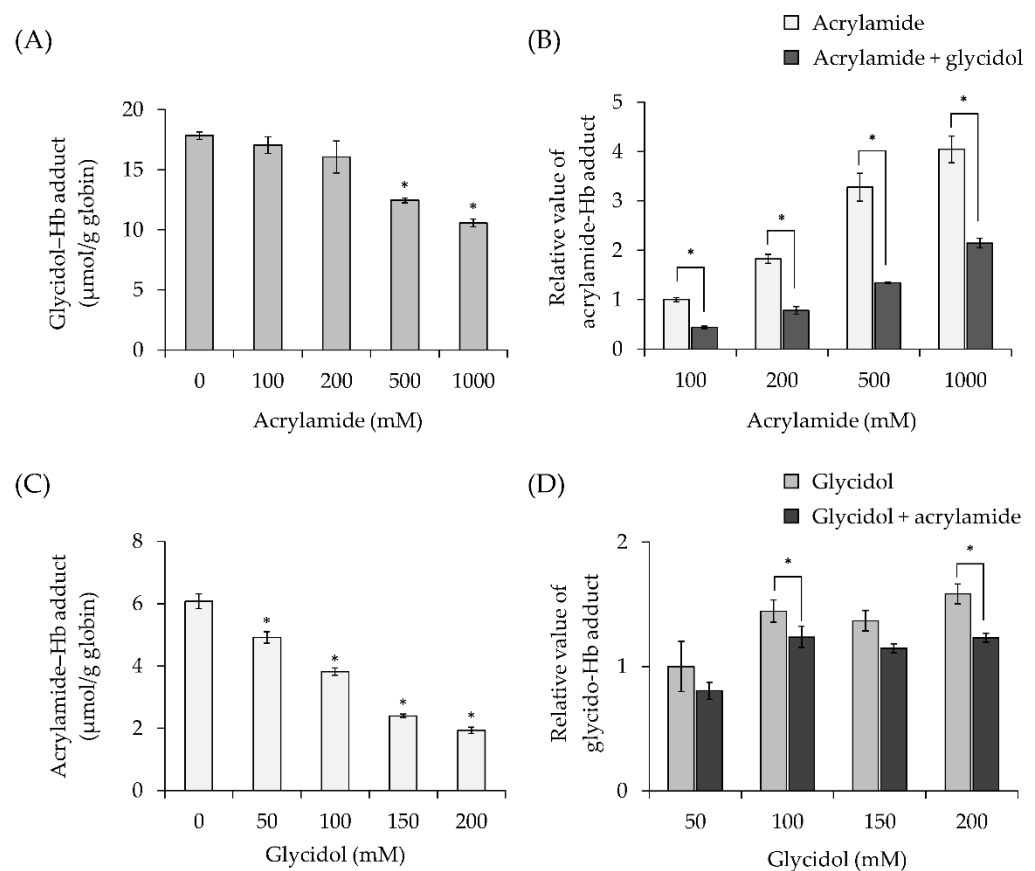 (A)
Glycidol–Hb adduct
(μmol/g globin)
20
15
10
5
0
*
*
0 100 200 500 1000
Acrylamide (mM)
(B)
Acrylamide
Acrylamide + glycidol
Relative value of
acrylamide-Hb adduct
5
4
3
2
1
0
*
*
*
*
100 200 500 1000
Acrylamide (mM)
(C)
Acrylamide–Hb adduct
(μmol/g globin)
8
6
4
2
0
*
*
*
*
0 50 100 150 200
Glycidol (mM)
(D)
Glycidol
Glycidol + acrylamide
Relative value of
glycido-Hb adduct
2
1
0
*
*
50 100 150 200
Glycidol (mM)